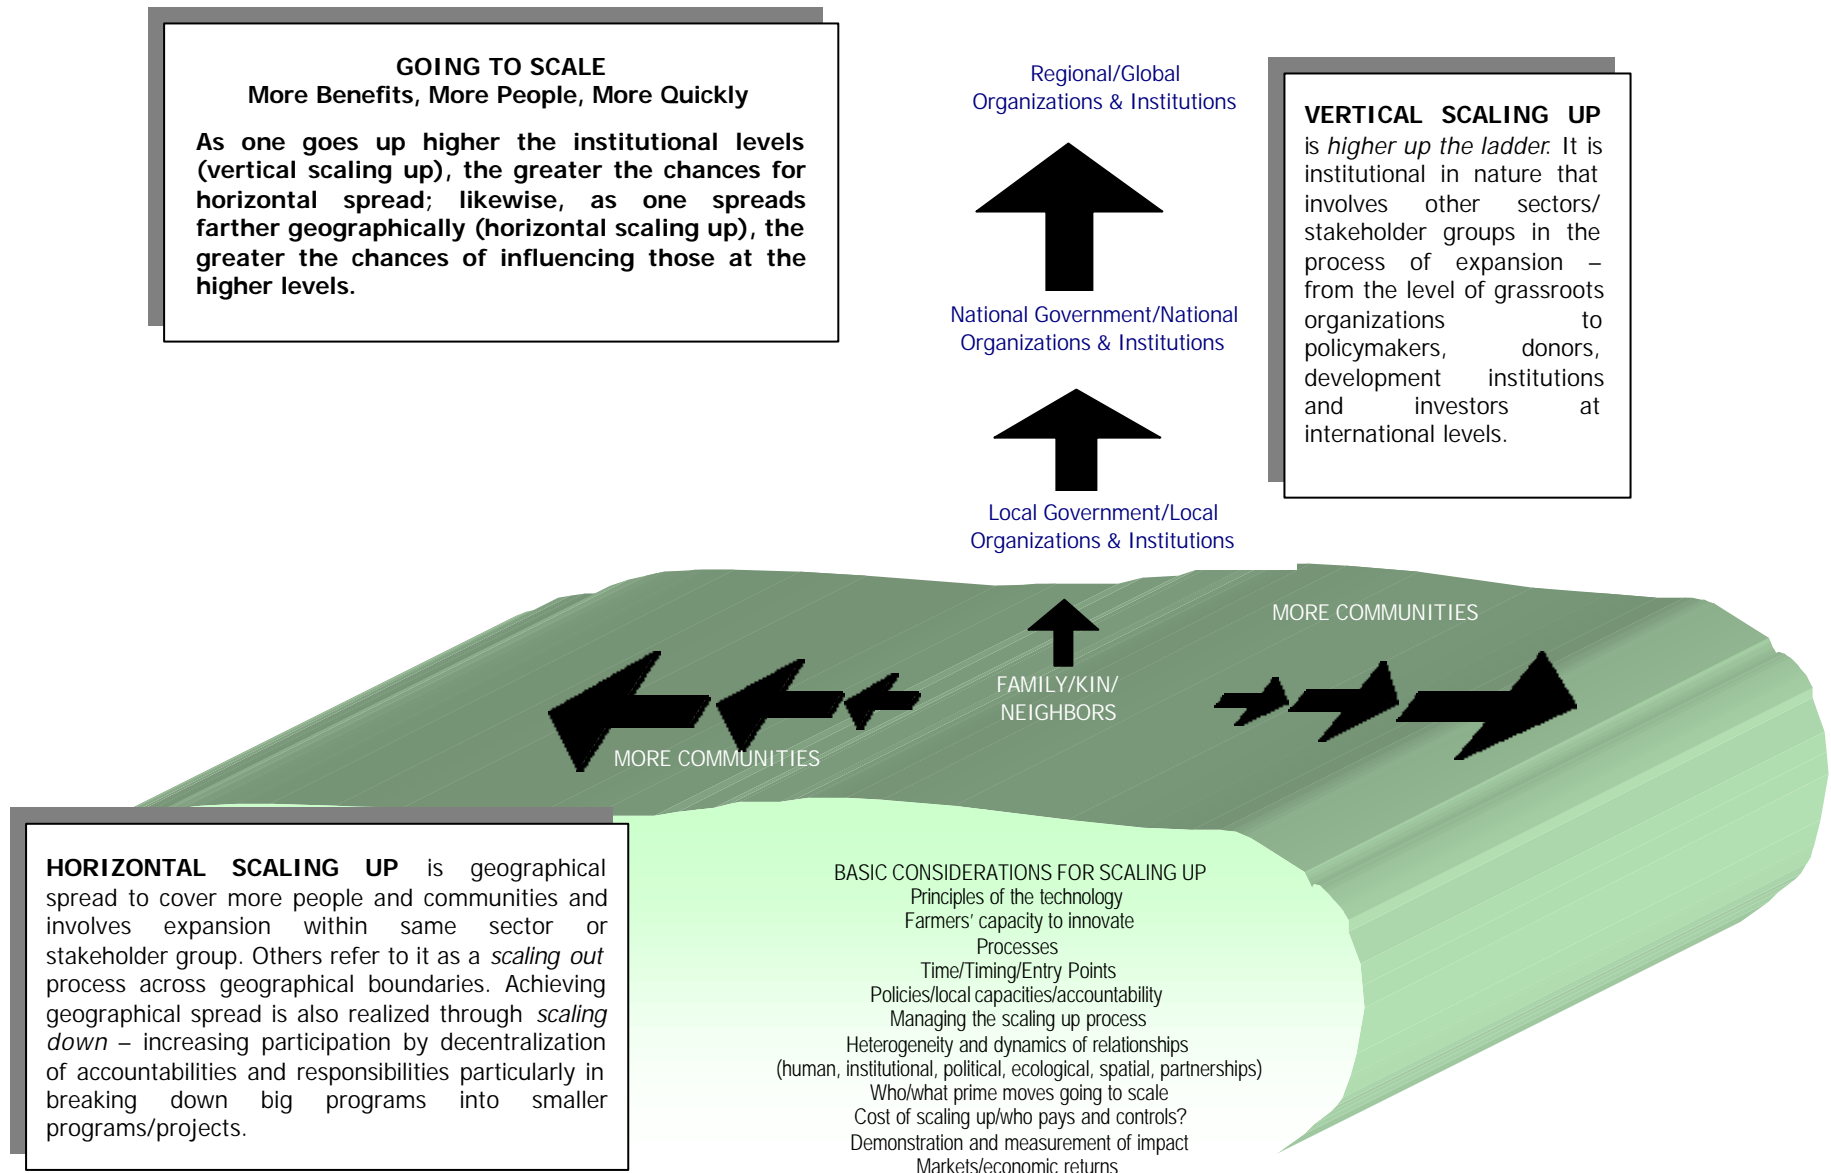 GOING TO SCALE
More Benefits, More People, More Quickly
As one goes up higher the institutional levels
(vertical scaling up), the greater the chances for
horizontal spread; likewise, as one spreads
farther geographically (horizontal scaling up), the
greater the chances of influencing those at the
higher levels.
Regional/Global
Organizations & Institutions
National Government/National
Organizations & Institutions
Local Government/Local
Organizations & Institutions
VERTICAL SCALING UP
is higher up the ladder. It is
institutional in nature that
involves other sectors/
stakeholder groups in the
process of expansion –
from the level of grassroots
organizations to
policymakers, donors,
development institutions
and investors at
international levels.
MORE COMMUNITIES
FAMILY/KIN/
NEIGHBORS
MORE COMMUNITIES
HORIZONTAL SCALING UP is geographical
spread to cover more people and communities and
involves expansion within same sector or
stakeholder group. Others refer to it as a scaling out
process across geographical boundaries. Achieving
geographical spread is also realized through scaling
down – increasing participation by decentralization
of accountabilities and responsibilities particularly in
breaking down big programs into smaller
programs/projects.
BASIC CONSIDERATIONS FOR SCALING UP
Principles of the technology
Farmers' capacity to innovate
Processes
Time/Timing/Entry Points
Policies/local capacities/accountability
Managing the scaling up process
Heterogeneity and dynamics of relationships
(human, institutional, political, ecological, spatial, partnerships)
Who/what prime moves going to scale
Cost of scaling up/who pays and controls?
Demonstration and measurement of impact
Markets/economic returns